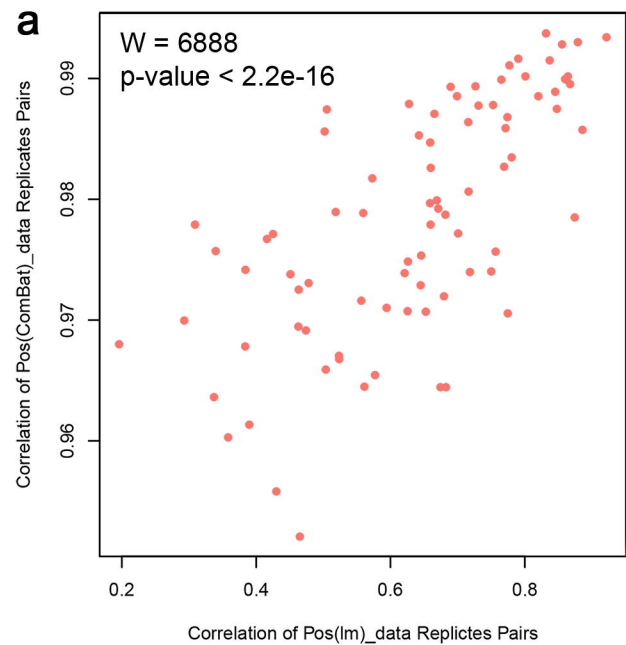 a
W = 6888
p-value < 2.2e-16
Correlation of Pos(ComBat)_data Replicates Pairs
0.99
0.98
0.97
0.96
0.2 0.4 0.6 0.8
Correlation of Pos(lm)_data Replictes Pairs